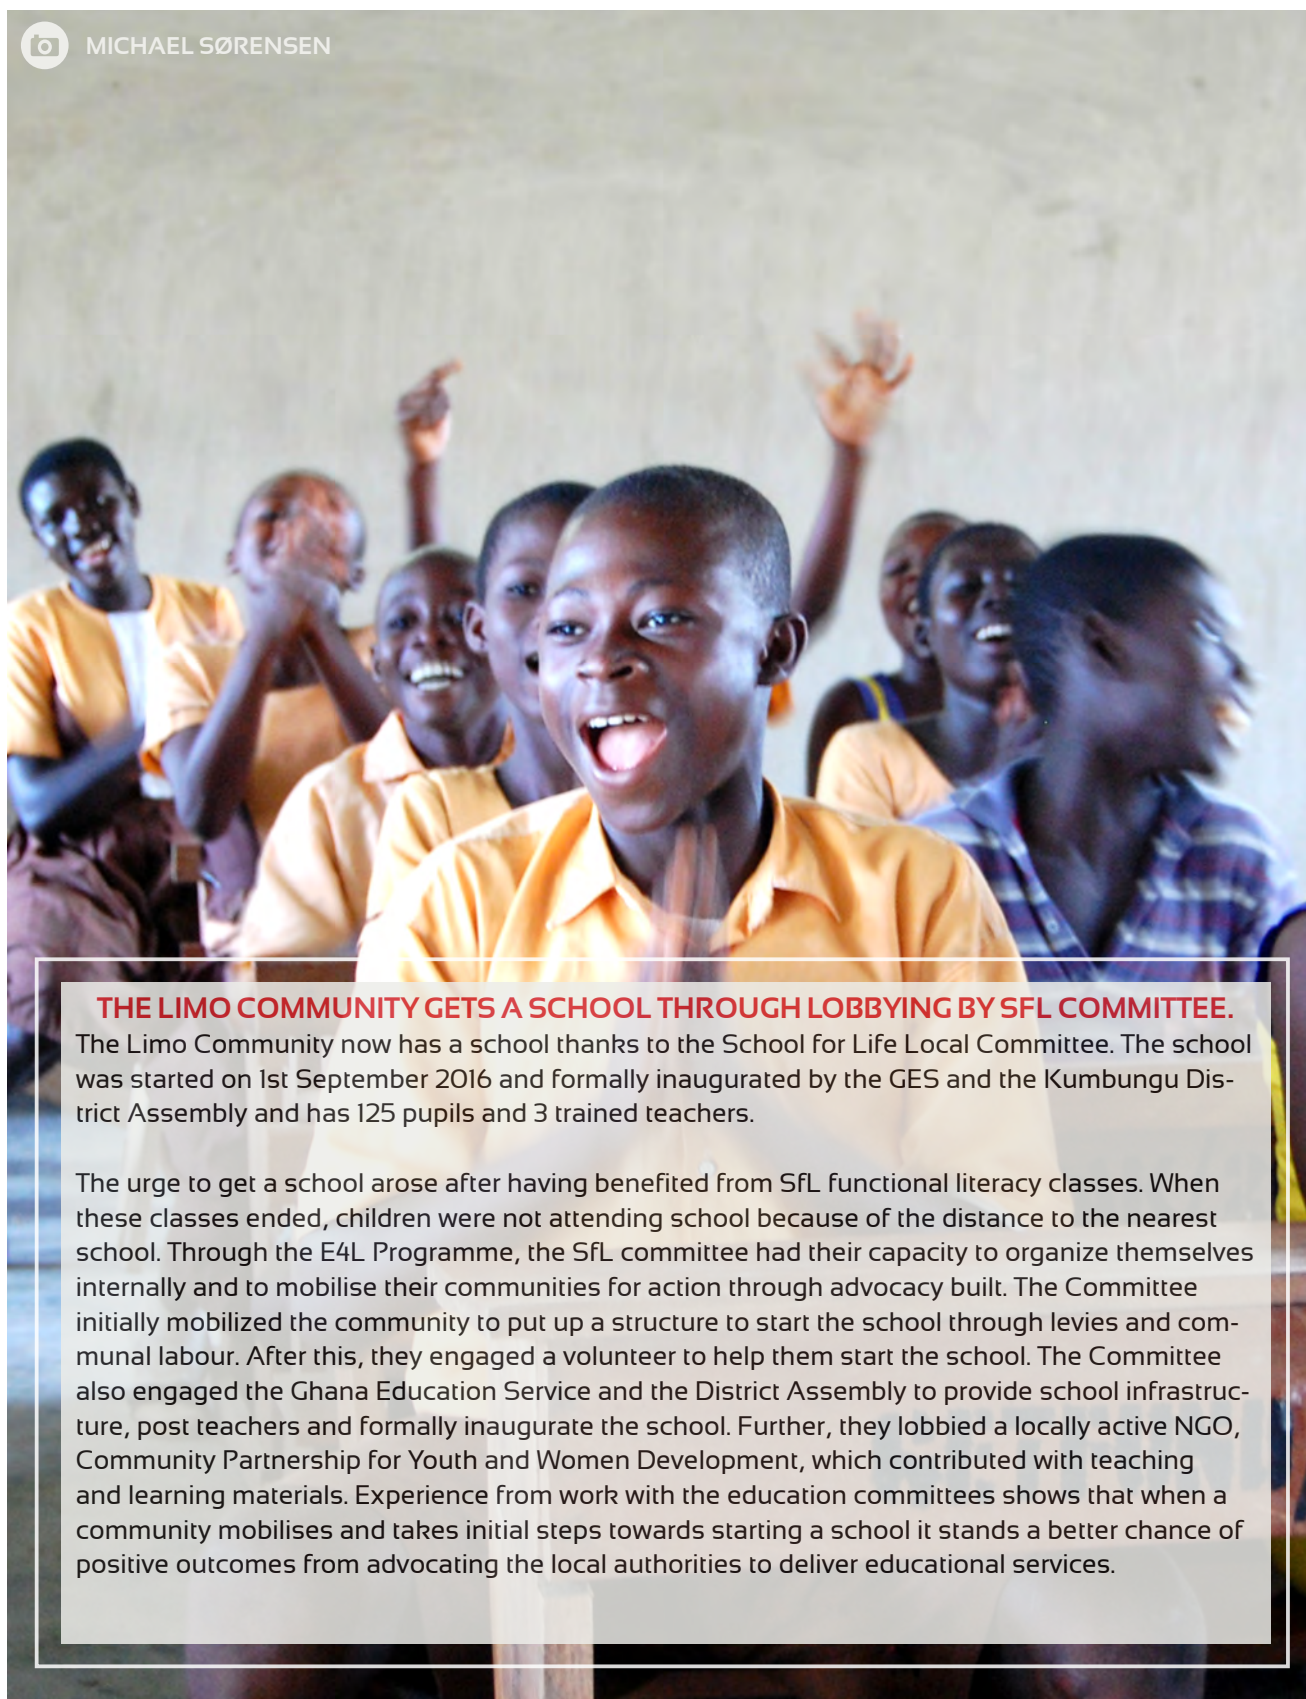 MICHAEL SØRENSEN
THE LIMO COMMUNITY GETS A SCHOOL THROUGH LOBBYING BY SFL COMMITTEE.
The Limo Community now has a school thanks to the School for Life Local Committee. The school
was started on 1st September 2016 and formally inaugurated by the GES and the Kumbungu Dis-
trict Assembly and has 125 pupils and 3 trained teachers.
The urge to get a school arose after having benefited from SfL functional literacy classes. When
these classes ended, children were not attending school because of the distance to the nearest
school. Through the E4L Programme, the SfL committee had their capacity to organize themselves
internally and to mobilise their communities for action through advocacy built. The Committee
initially mobilized the community to put up a structure to start the school through levies and com-
munal labour. After this, they engaged a volunteer to help them start the school. The Committee
also engaged the Ghana Education Service and the District Assembly to provide school infrastruc-
ture, post teachers and formally inaugurate the school. Further, they lobbied a locally active NGO,
Community Partnership for Youth and Women Development, which contributed with teaching
and learning materials. Experience from work with the education committees shows that when a
community mobilises and takes initial steps towards starting a school it stands a better chance of
positive outcomes from advocating the local authorities to deliver educational services.